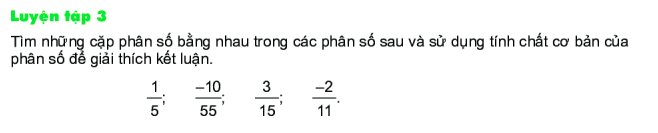 Luyện tập 3
Tìm những cặp phân số bằng nhau trong các phân số sau và sử dụng tính chất cơ bản của
phân số để giải thích kết luận.
1/5; −10/55; 3/15; −2/11.